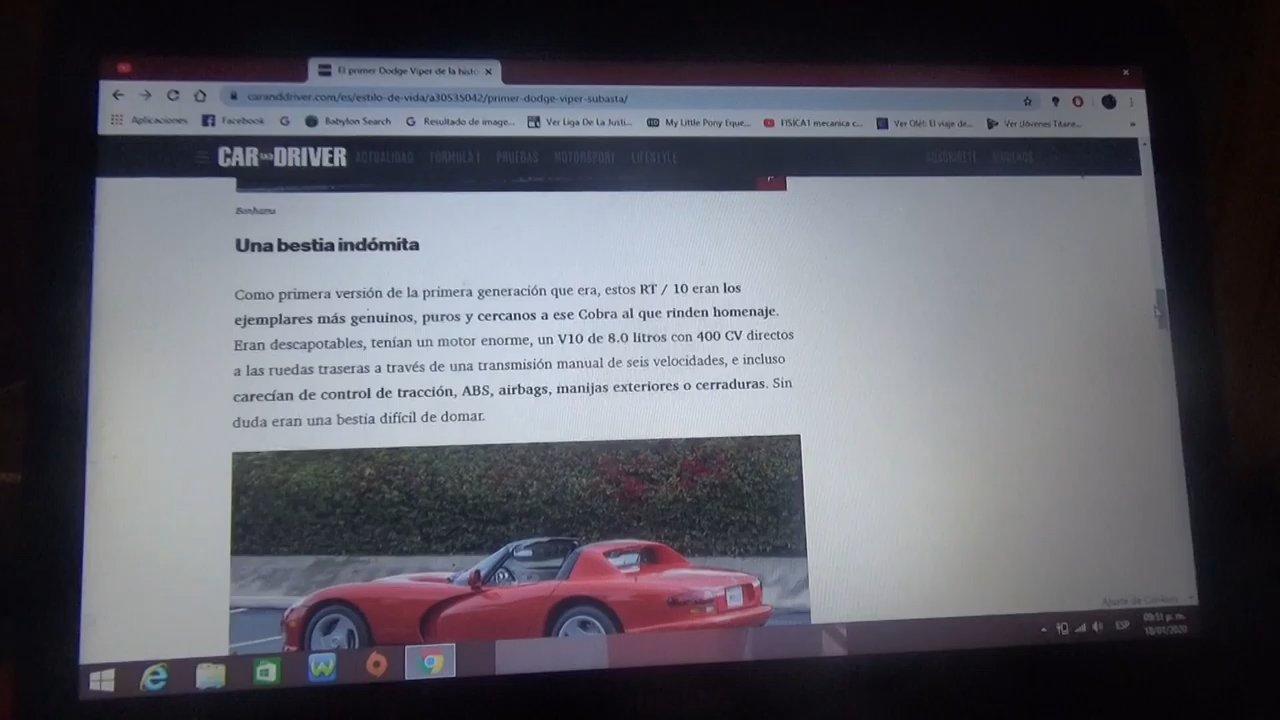 El primer Dodge Viper de la hist
caranddriver.com/es/estilo-de-vida/a30535042/primer-dodge-viper-subasta/
Aplicaciones Facebook Babylon Search Resultado de image... Ver Liga De La Justi... My Little Pony Eque... FISICA1 mecanica c... Ver Olé: El viaje de... Ver Jóvenes Titane...
CAR AND DRIVER ACTUALIDAD FORMULA 1 PRUEBAS MOTORSPORT LIFESTYLE
Bonhams
Una bestia indómita
Como primera versión de la primera generación que era, estos RT / 10 eran los
ejemplares más genuinos, puros y cercanos a ese Cobra al que rinden homenaje.
Eran descapotables, tenían un motor enorme, un V10 de 8.0 litros con 400 CV directos
a las ruedas traseras a través de una transmisión manual de seis velocidades, e incluso
carecían de control de tracción, ABS, airbags, manijas exteriores o cerraduras. Sin
duda eran una bestia difícil de domar.
ESP
09:51 p. m.
18/01/2020